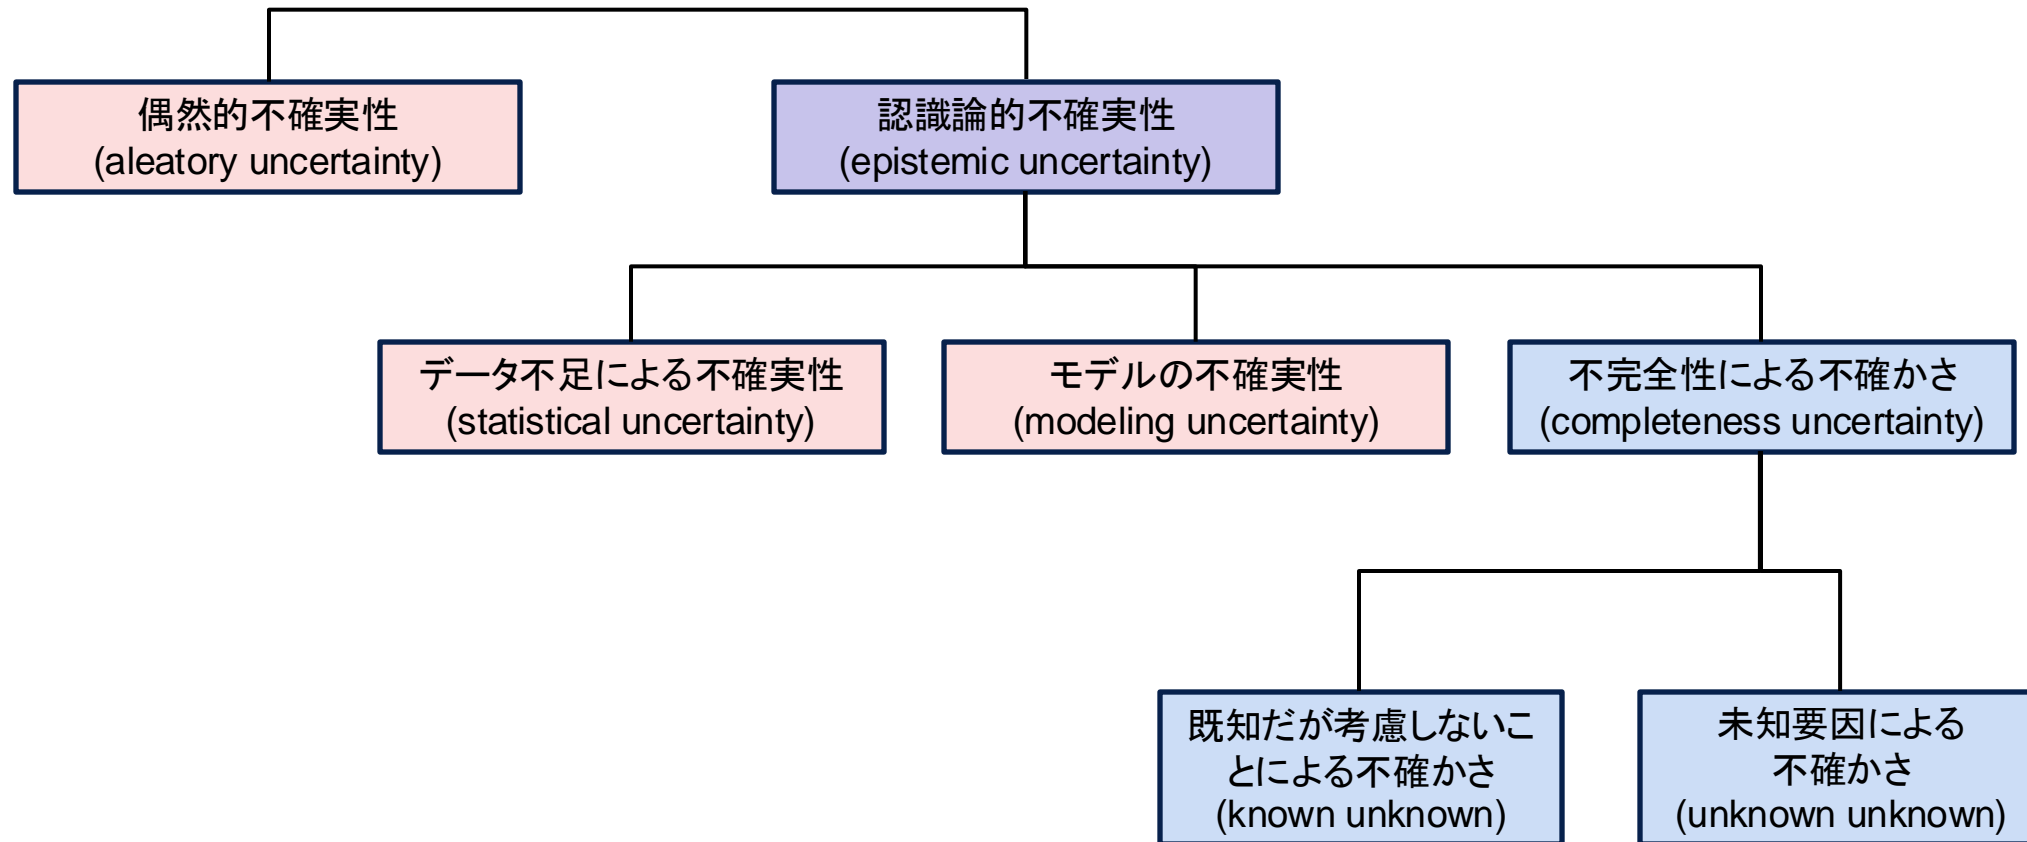 偶然的不確実性
(aleatory uncertainty)
認識論的不確実性
(epistemic uncertainty)
データ不足による不確実性
(statistical uncertainty)
モデルの不確実性
(modeling uncertainty)
不完全性による不確かさ
(completeness uncertainty)
既知だが考慮しないこ
とによる不確かさ
(known unknown)
未知要因による
不確かさ
(unknown unknown)